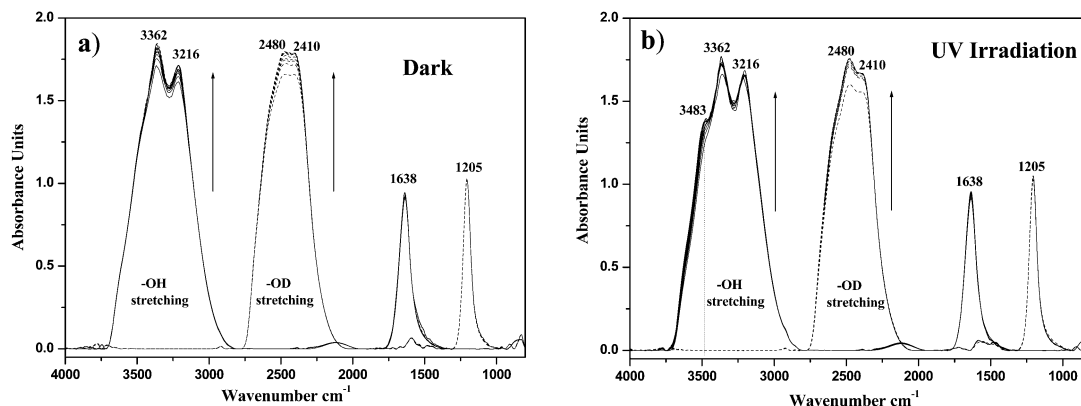 a)
Dark
3362
3216
2480
2410
1638
1205
-OH
stretching
-OD
stretching
2.0
1.5
1.0
0.5
0.0
Absorbance Units
4000 3500 3000 2500 2000 1500 1000
Wavenumber cm-1
b)
UV Irradiation
3362
3216
3483
2480
2410
1638
1205
-OH
stretching
-OD
stretching
2.0
1.5
1.0
0.5
0.0
Absorbance Units
4000 3500 3000 2500 2000 1500 1000
Wavenumber cm-1